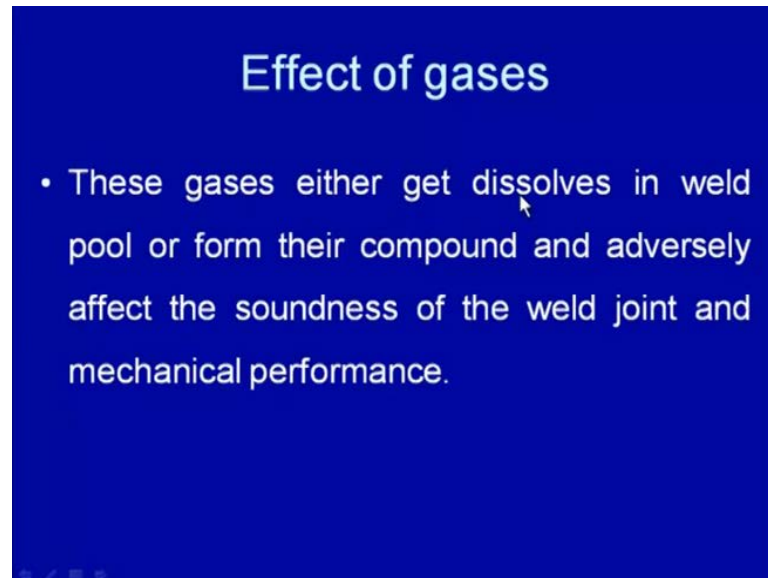 Effect of gases
• These gases either get dissolves in weld
pool or form their compound and adversely
affect the soundness of the weld joint and
mechanical performance.